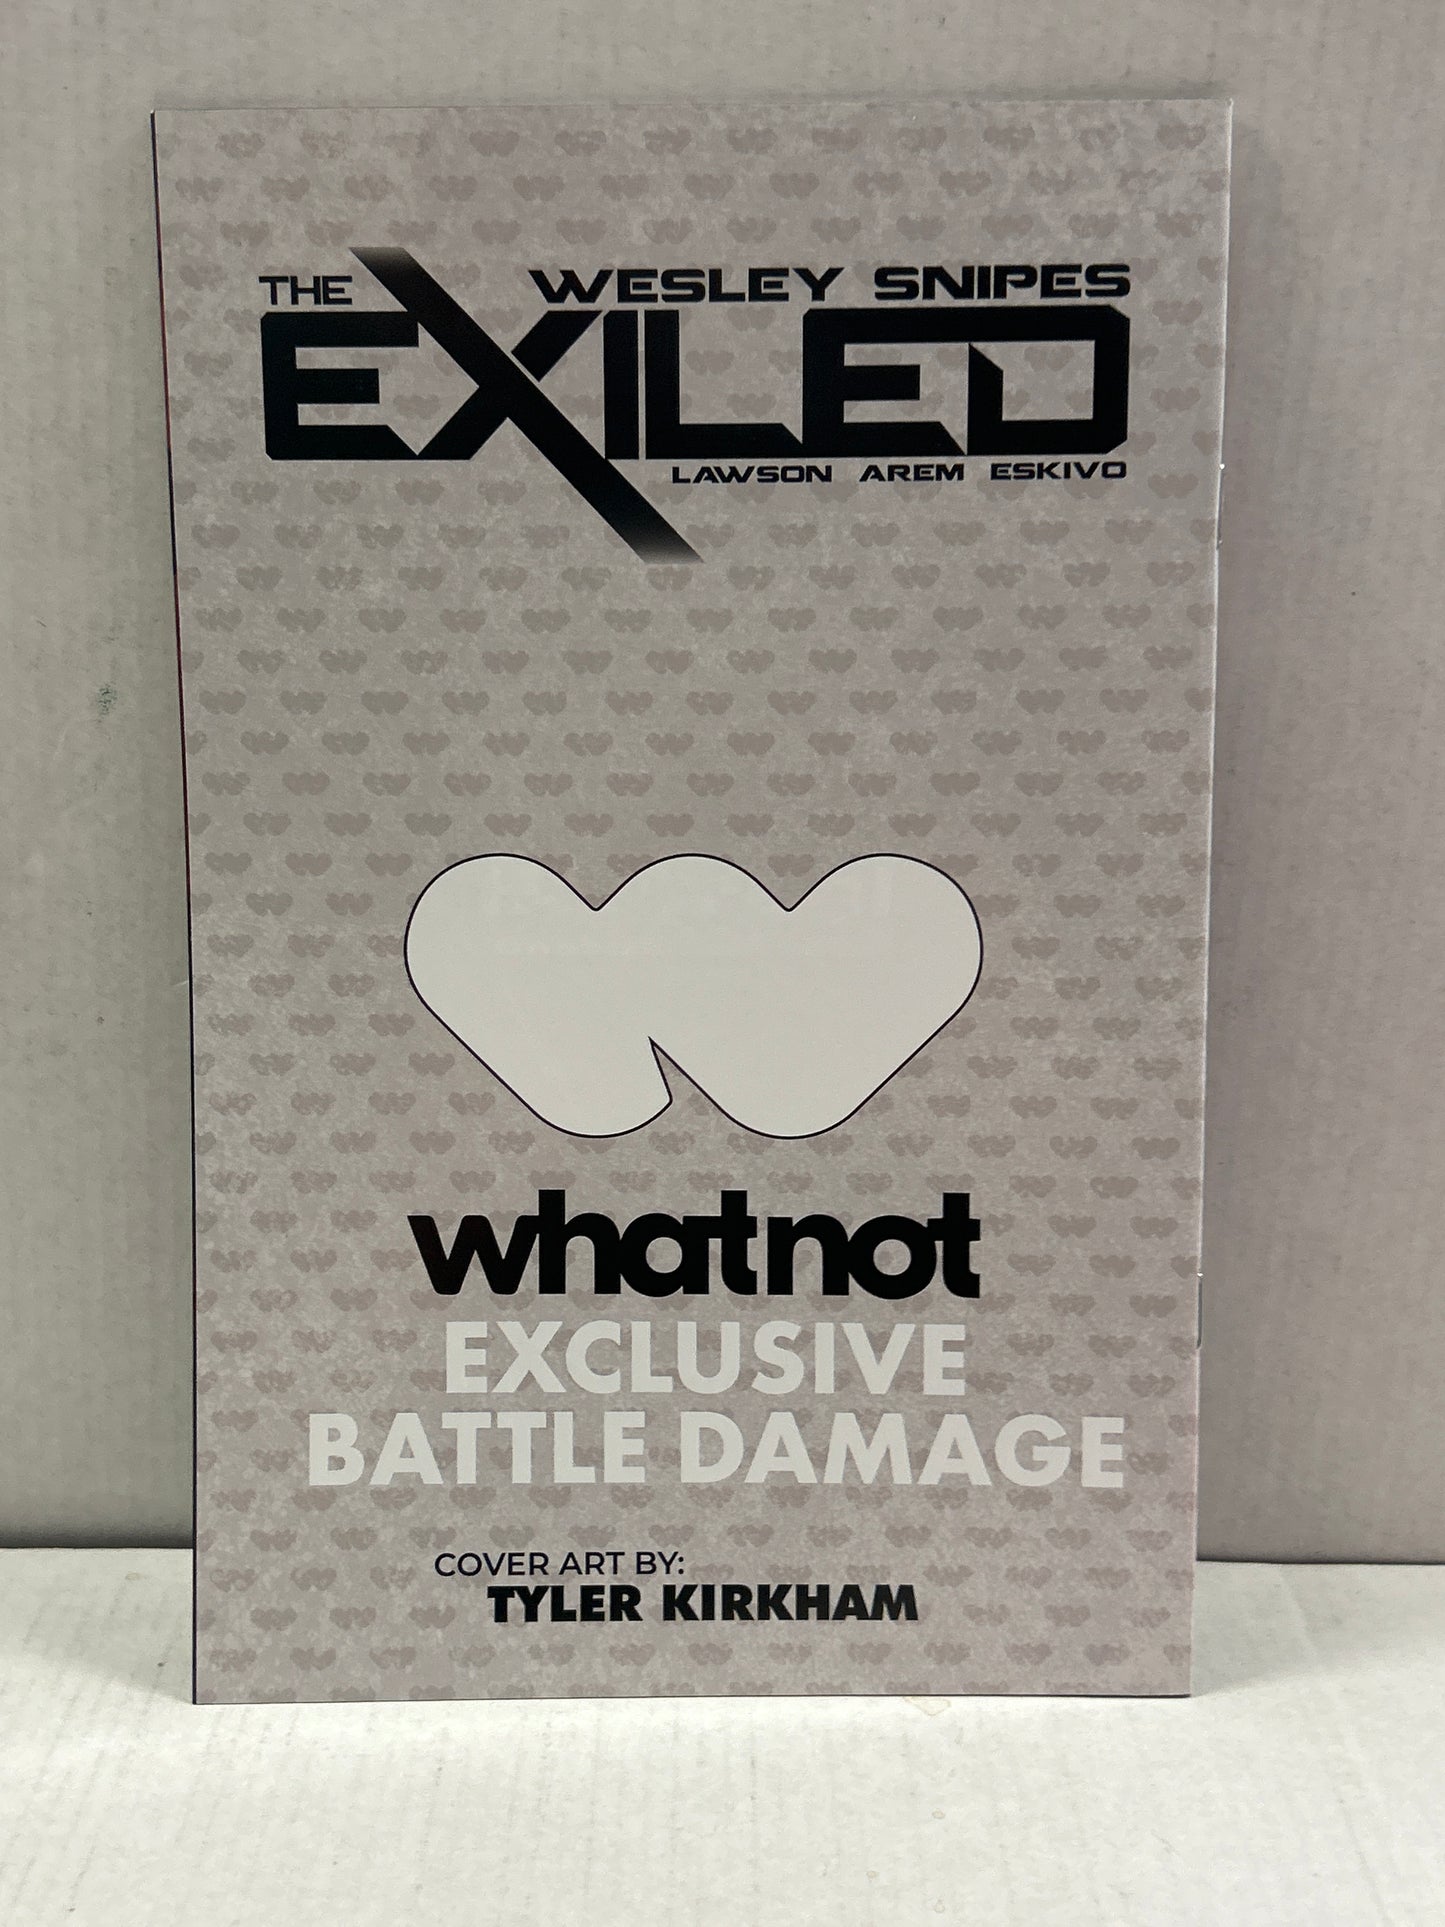 THE WESLEY SNIPES
EXILED
LAWSON AREM ESKIVO
whatnot
EXCLUSIVE
BATTLE DAMAGE
COVER ART BY:
TYLER KIRKHAM